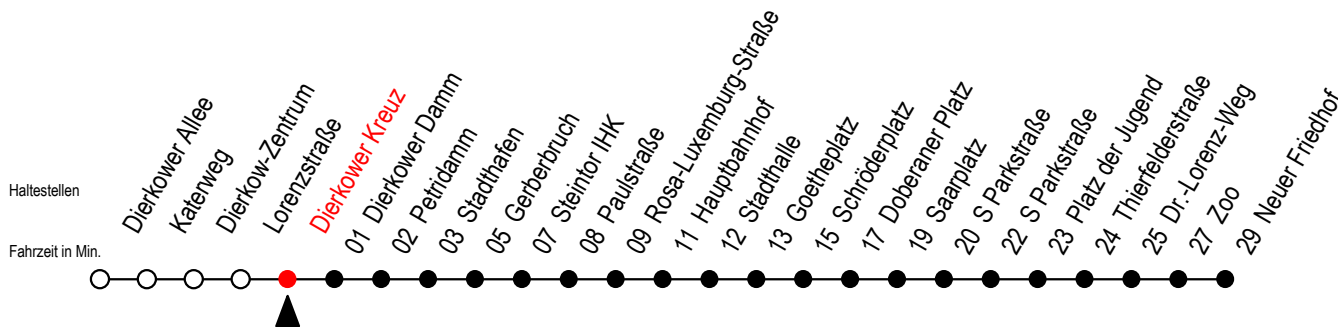 Haltestellen
Fahrzeit in Min.
Dierkower Allee
Katerweg
Dierkow-Zentrum
Lorenzstraße
Dierkower Kreuz
01 Dierkower Damm
02 Petridamm
03 Stadthafen
05 Gerberbruch
07 Steintor IHK
08 Paulstraße
09 Rosa-Luxemburg-Straße
11 Hauptbahnhof
12 Stadthalle
13 Goetheplatz
15 Schröderplatz
17 Doberaner Platz
19 Saarplatz
20 S Parkstraße
22 S Parkstraße
23 Platz der Jugend
24 Thierfelderstraße
25 Dr.-Lorenz-Weg
27 Zoo
29 Neuer Friedhof